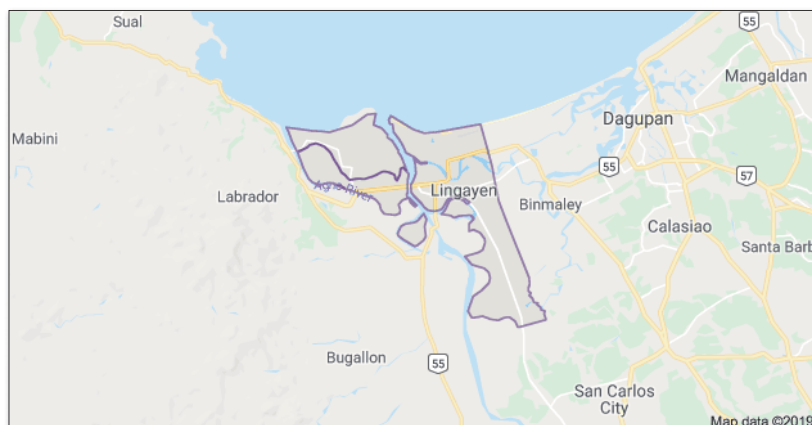 Sual
55
Mangaldan
Dagupan
Mabini
55
57
Labrador
Agno River
Lingayen
Binmaley
Calasiao
Santa Barb
Bugallon
55
San Carlos
City
Map data ©2019